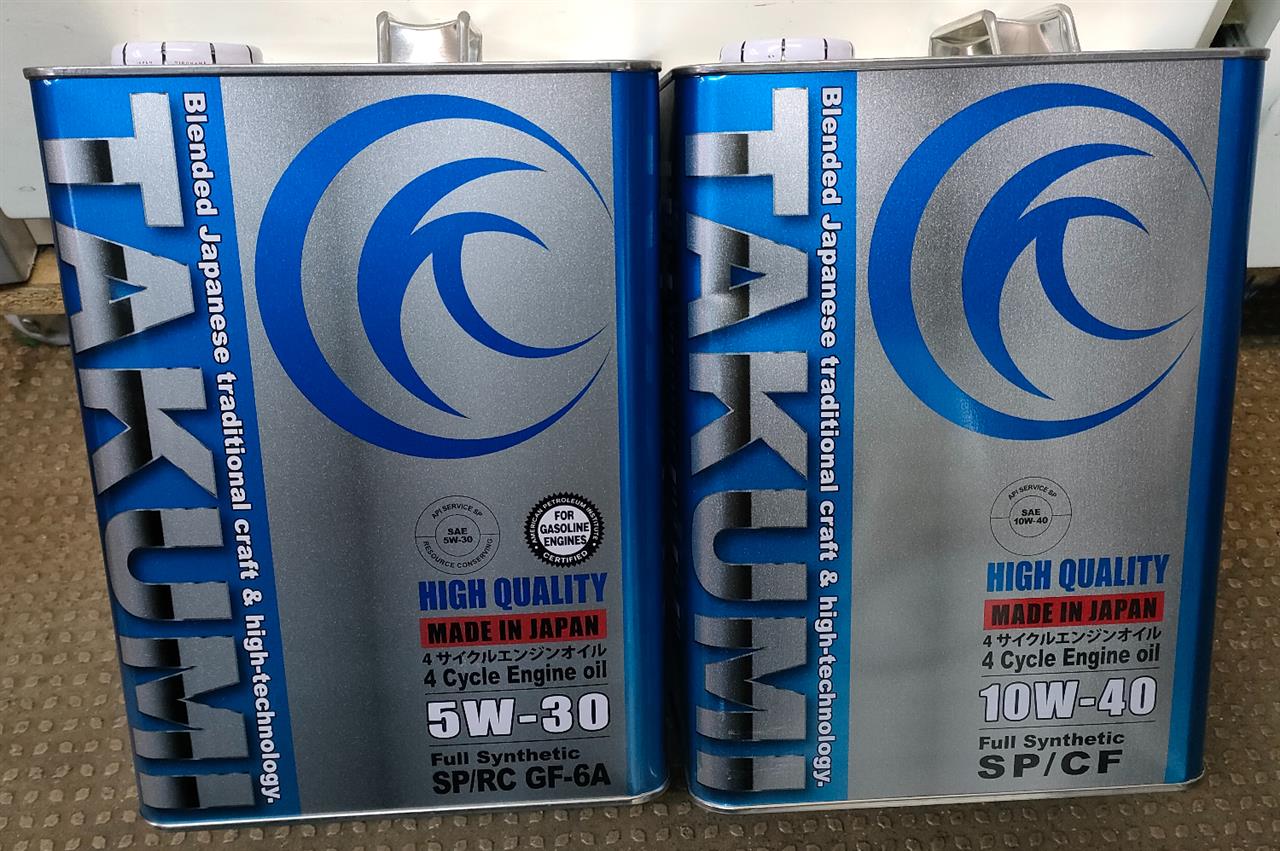 TAKUMI
Blended Japanese traditional craft & high-technology.
API SERVICE SP
SAE
5W-30
RESOURCE CONSERVING
AMERICAN PETROLEUM INSTITUTE
FOR
GASOLINE
ENGINES
CERTIFIED
HIGH QUALITY
MADE IN JAPAN
4サイクルエンジンオイル
4 Cycle Engine oil
5W-30
Full Synthetic
SP/RC GF-6A
TAKUMI
Blended Japanese traditional craft & high-technology.
API SERVICE SP
SAE
10W-40
HIGH QUALITY
MADE IN JAPAN
4サイクルエンジンオイル
4 Cycle Engine oil
10W-40
Full Synthetic
SP/CF